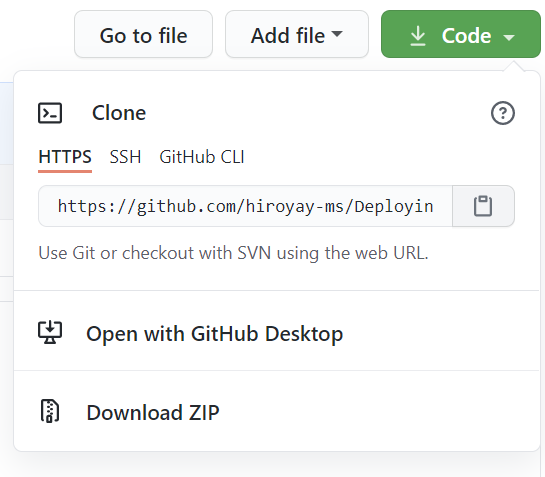 Go to file Add file Code
Clone
HTTPS SSH GitHub CLI
https://github.com/hiroyay-ms/Deployin
Use Git or checkout with SVN using the web URL.
Open with GitHub Desktop
Download ZIP